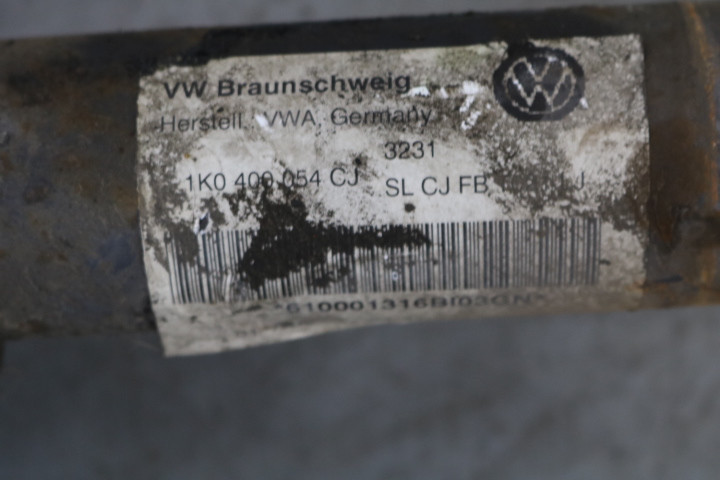 VW Braunschweig
Herstell. VWA Germany
3231
1K0 400 054 CJ SL CJ FB J